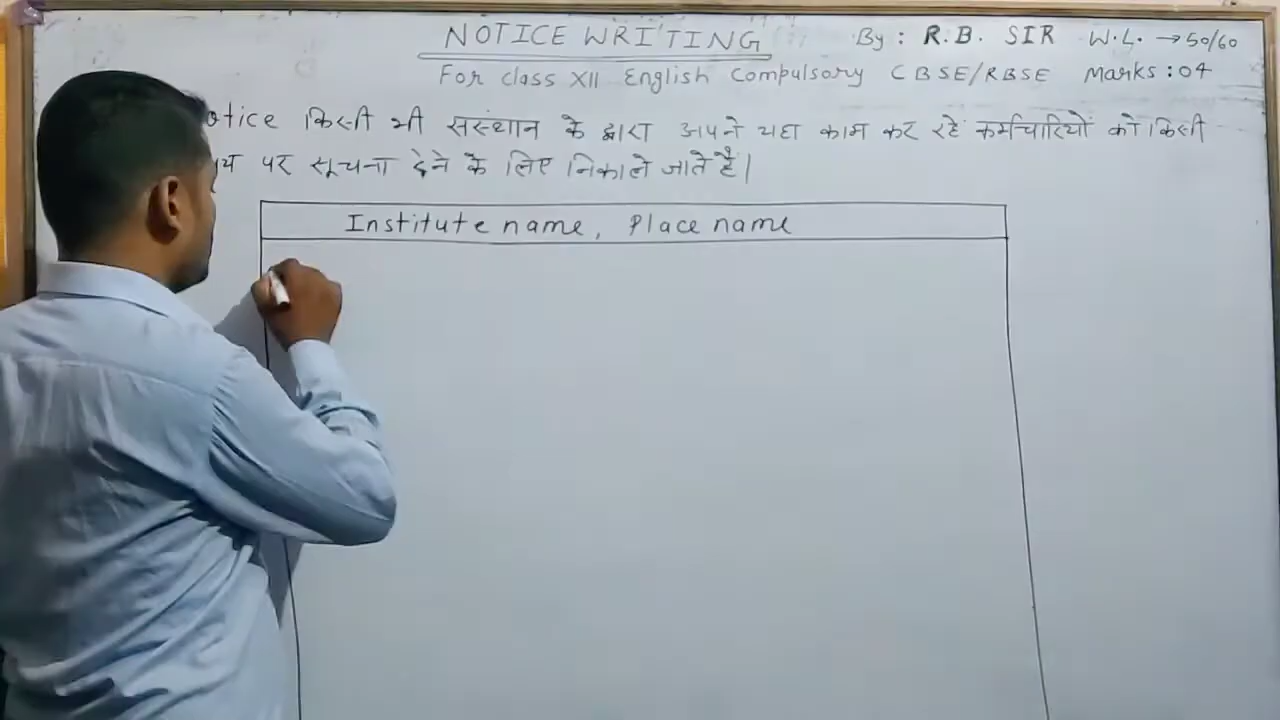 NOTICE WRITING By: R.B. SIR W.L. → 50/60
For class XII English Compulsory CBSE/RBSE Marks: 04
otice किसी भी संस्थान के द्वारा अपने यहा काम कर रहे कर्मचारियों को किसी
पर सूचना देने के लिए निकाले जाते है।
Institute name, Place name